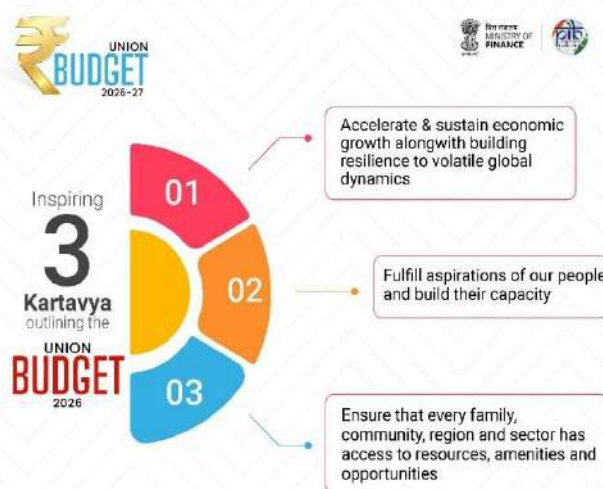 UNION
BUDGET
2026-27
वित्त मंत्रालय
MINISTRY OF
FINANCE
Accelerate & sustain economic
growth alongwith building
resilience to volatile global
dynamics
01
Inspiring
3
Kartavya
outlining the
UNION
BUDGET
2026
02
Fulfill aspirations of our people
and build their capacity
03
Ensure that every family,
community, region and sector has
access to resources, amenities and
opportunities